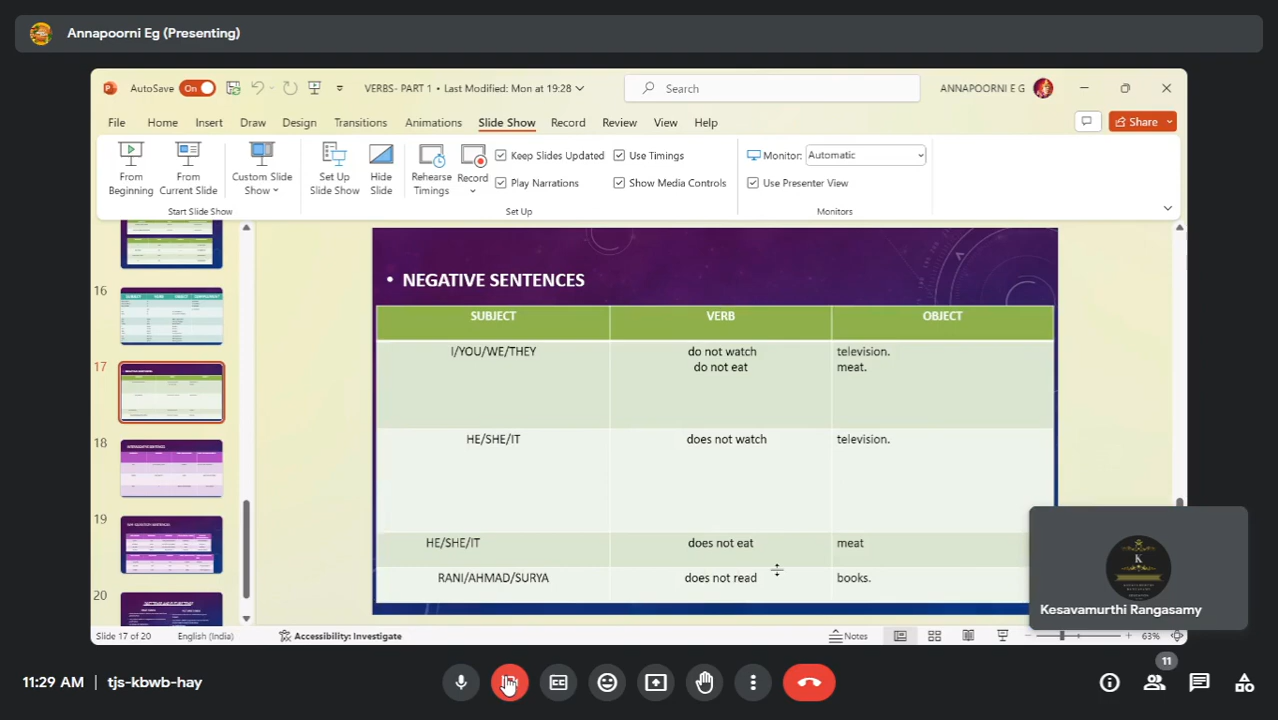 Annapoorni Eg (Presenting)
AutoSave On VERBS- PART 1 • Last Modified: Mon at 19:28 Search ANNAPOORNI E G
File Home Insert Draw Design Transitions Animations Slide Show Record Review View Help Share
From Beginning
From Current Slide
Custom Slide Show
Set Up Slide Show
Hide Slide
Rehearse Timings
Record
Keep Slides Updated
Play Narrations
Use Timings
Show Media Controls
Monitor: Automatic
Use Presenter View
Start Slide Show Set Up Monitors
16
17
18
19
20
• NEGATIVE SENTENCES
SUBJECT VERB OBJECT
I/YOU/WE/THEY do not watch television.
do not eat meat.
HE/SHE/IT does not watch television.
HE/SHE/IT does not eat meat
RANI/AHMAD/SURYA does not read books.
K
Kesavamurthi Rangasamy
Slide 17 of 20 English (India) Accessibility: Investigate Notes 63%
11:29 AM | tjs-kbwb-hay 11